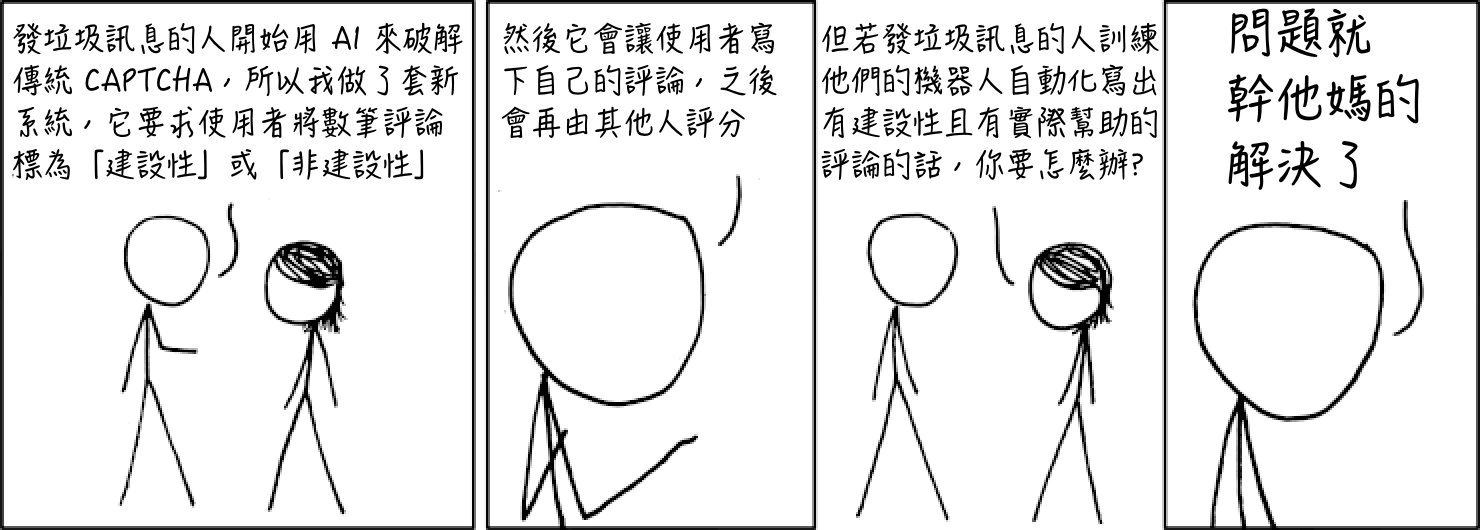 發垃圾訊息的人開始用 AI 來破解
傳統 CAPTCHA，所以我做了套新
系統，它要求使用者將數筆評論
標為「建設性」或「非建設性」
然後它會讓使用者寫
下自己的評論，之後
會再由其他人評分
但若發垃圾訊息的人訓練
他們的機器人自動化寫出
有建設性且有實際幫助的
評論的話，你要怎麼辦?
問題就
幹他媽的
解決了